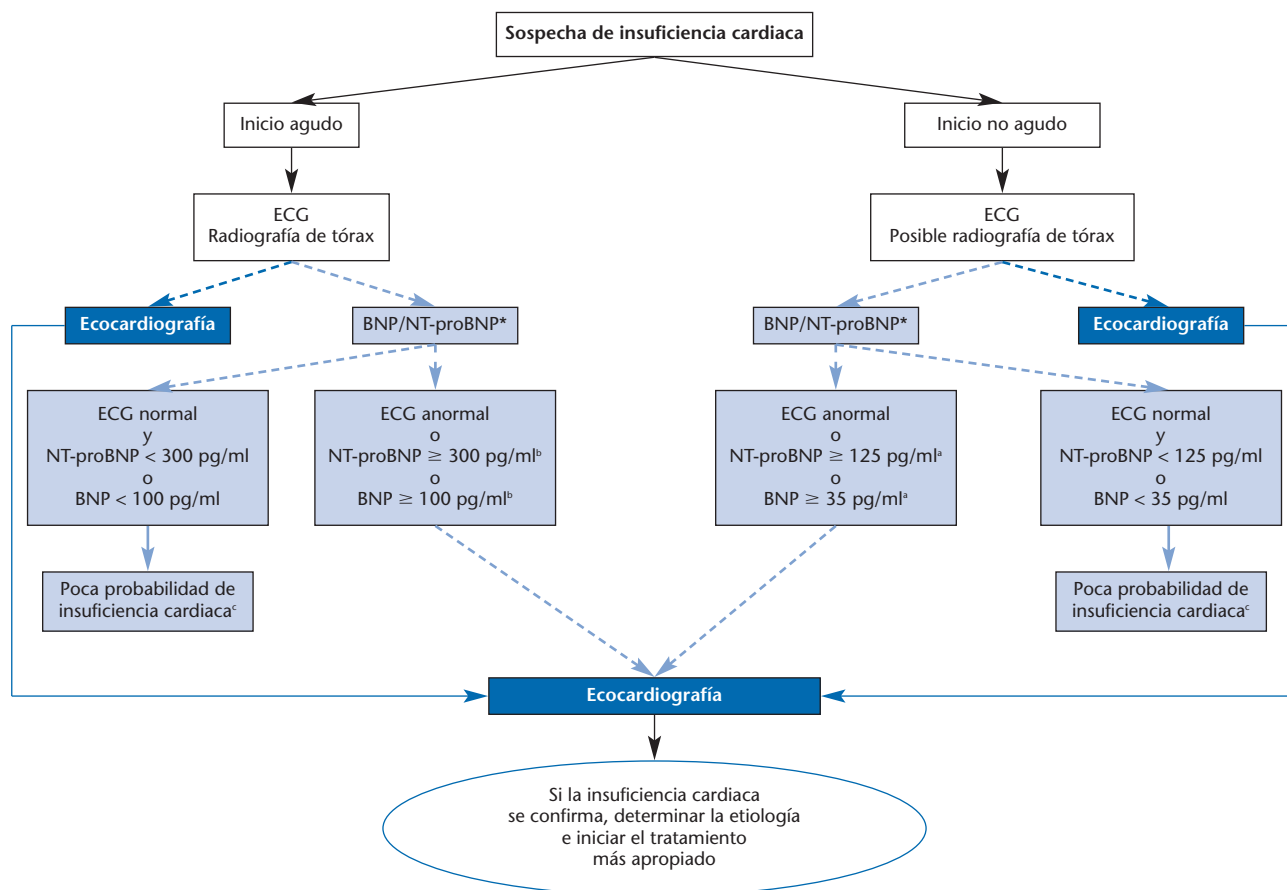 Sospecha de insuficiencia cardiaca
Inicio agudo
Inicio no agudo
ECG
Radiografía de tórax
ECG
Posible radiografía de tórax
Ecocardiografía
BNP/NT-proBNP*
BNP/NT-proBNP*
Ecocardiografía
ECG normal
y
NT-proBNP < 300 pg/ml
o
BNP < 100 pg/ml
ECG anormal
o
NT-proBNP ≥ 300 pg/mlᵇ
o
BNP ≥ 100 pg/mlᵇ
ECG anormal
o
NT-proBNP ≥ 125 pg/mlᵃ
o
BNP ≥ 35 pg/mlᵃ
ECG normal
y
NT-proBNP < 125 pg/ml
o
BNP < 35 pg/ml
Poca probabilidad de
insuficiencia cardiacaᶜ
Poca probabilidad de
insuficiencia cardiacaᶜ
Ecocardiografía
Si la insuficiencia cardiaca
se confirma, determinar la etiología
e iniciar el tratamiento
más apropiado